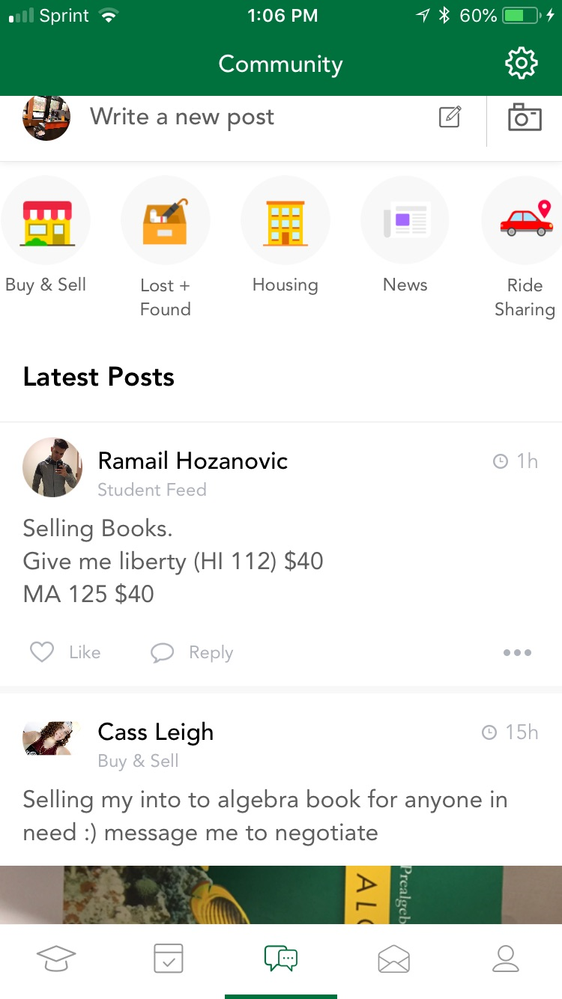 Sprint 1:06 PM 60%
Community
Write a new post
Buy & Sell
Lost +
Found
Housing
News
Ride
Sharing
Latest Posts
Ramail Hozanovic 1h
Student Feed
Selling Books.
Give me liberty (HI 112) $40
MA 125 $40
Like Reply
Cass Leigh 15h
Buy & Sell
Selling my into to algebra book for anyone in
need :) message me to negotiate